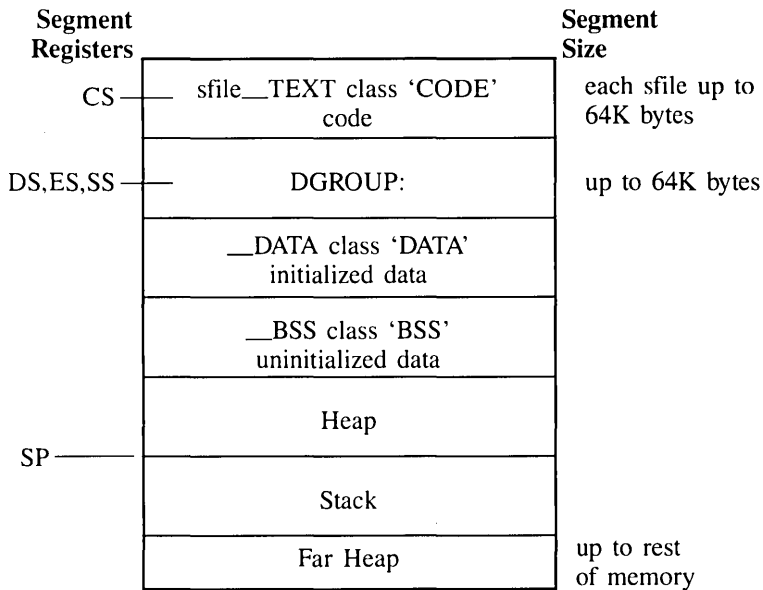 Segment
Registers
Segment
Size
CS
sfile__TEXT class ‘CODE’
code
each sfile up to
64K bytes
DS,ES,SS
DGROUP:
up to 64K bytes
__DATA class ‘DATA’
initialized data
__BSS class ‘BSS’
uninitialized data
Heap
SP
Stack
Far Heap
up to rest
of memory